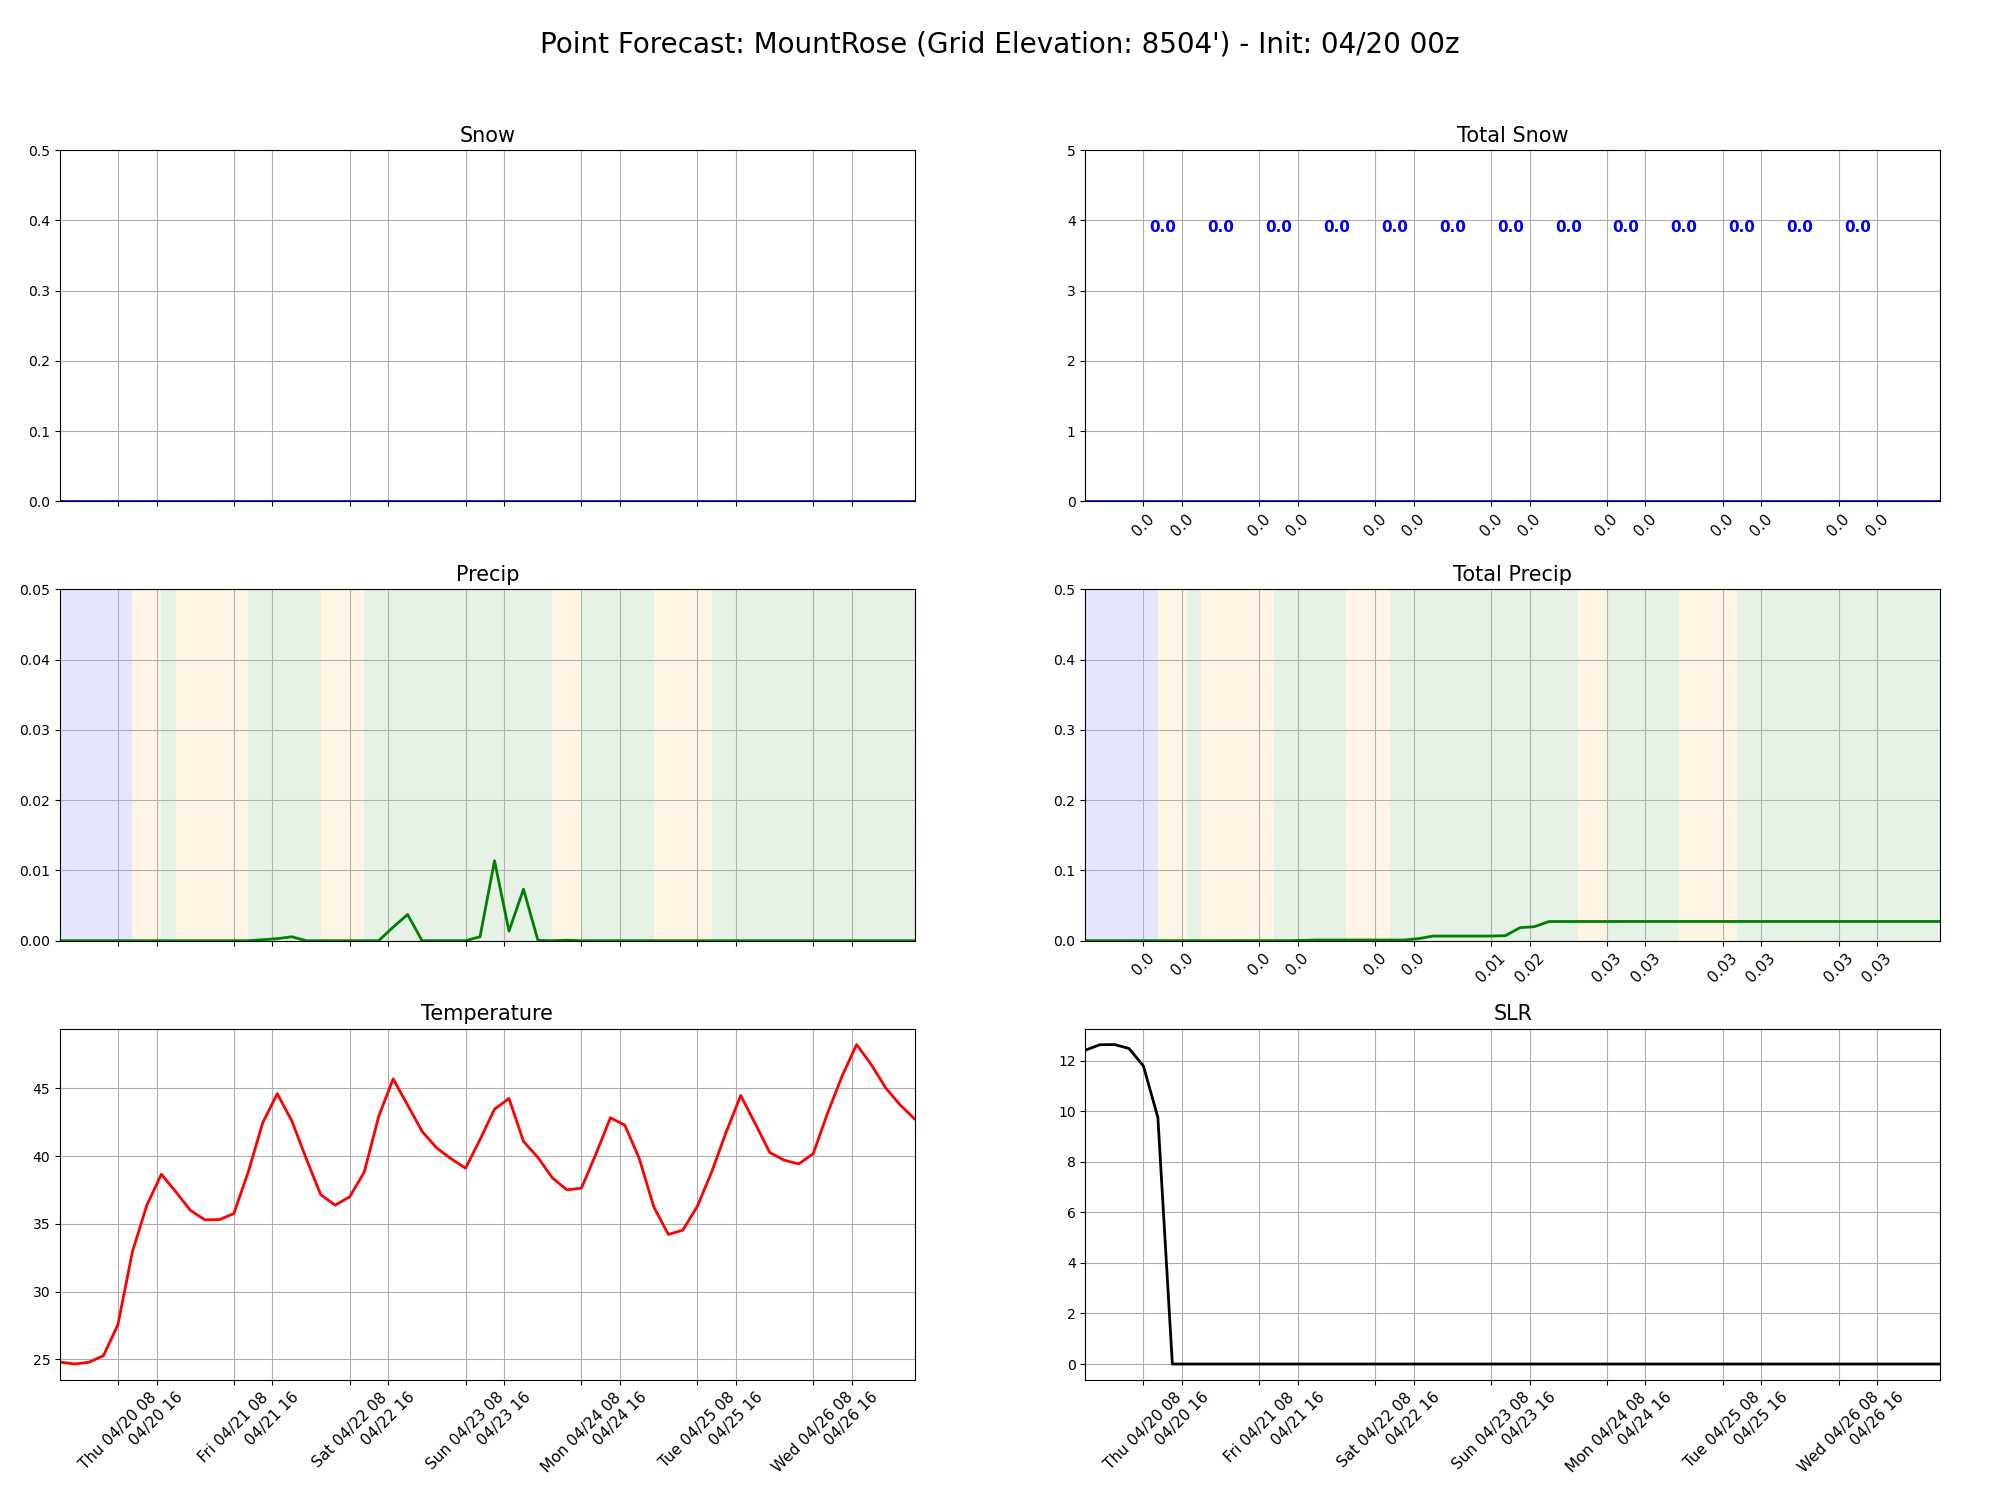 Point Forecast: MountRose (Grid Elevation: 8504') - Init: 04/20 00z
Snow
0.5
0.4
0.3
0.2
0.1
0.0
Total Snow
5
4
3
2
1
0
0.0 0.0 0.0 0.0 0.0 0.0 0.0 0.0 0.0 0.0 0.0 0.0 0.0
0.0 0.0 0.0 0.0 0.0 0.0 0.0 0.0 0.0 0.0 0.0 0.0 0.0 0.0
Precip
0.05
0.04
0.03
0.02
0.01
0.00
Total Precip
0.5
0.4
0.3
0.2
0.1
0.0
0.0 0.0 0.0 0.0 0.0 0.0 0.01 0.02 0.03 0.03 0.03 0.03 0.03 0.03
Temperature
45
40
35
30
25
Thu 04/20 08
04/20 16
Fri 04/21 08
04/21 16
Sat 04/22 08
04/22 16
Sun 04/23 08
04/23 16
Mon 04/24 08
04/24 16
Tue 04/25 08
04/25 16
Wed 04/26 08
04/26 16
SLR
12
10
8
6
4
2
0
Thu 04/20 08
04/20 16
Fri 04/21 08
04/21 16
Sat 04/22 08
04/22 16
Sun 04/23 08
04/23 16
Mon 04/24 08
04/24 16
Tue 04/25 08
04/25 16
Wed 04/26 08
04/26 16